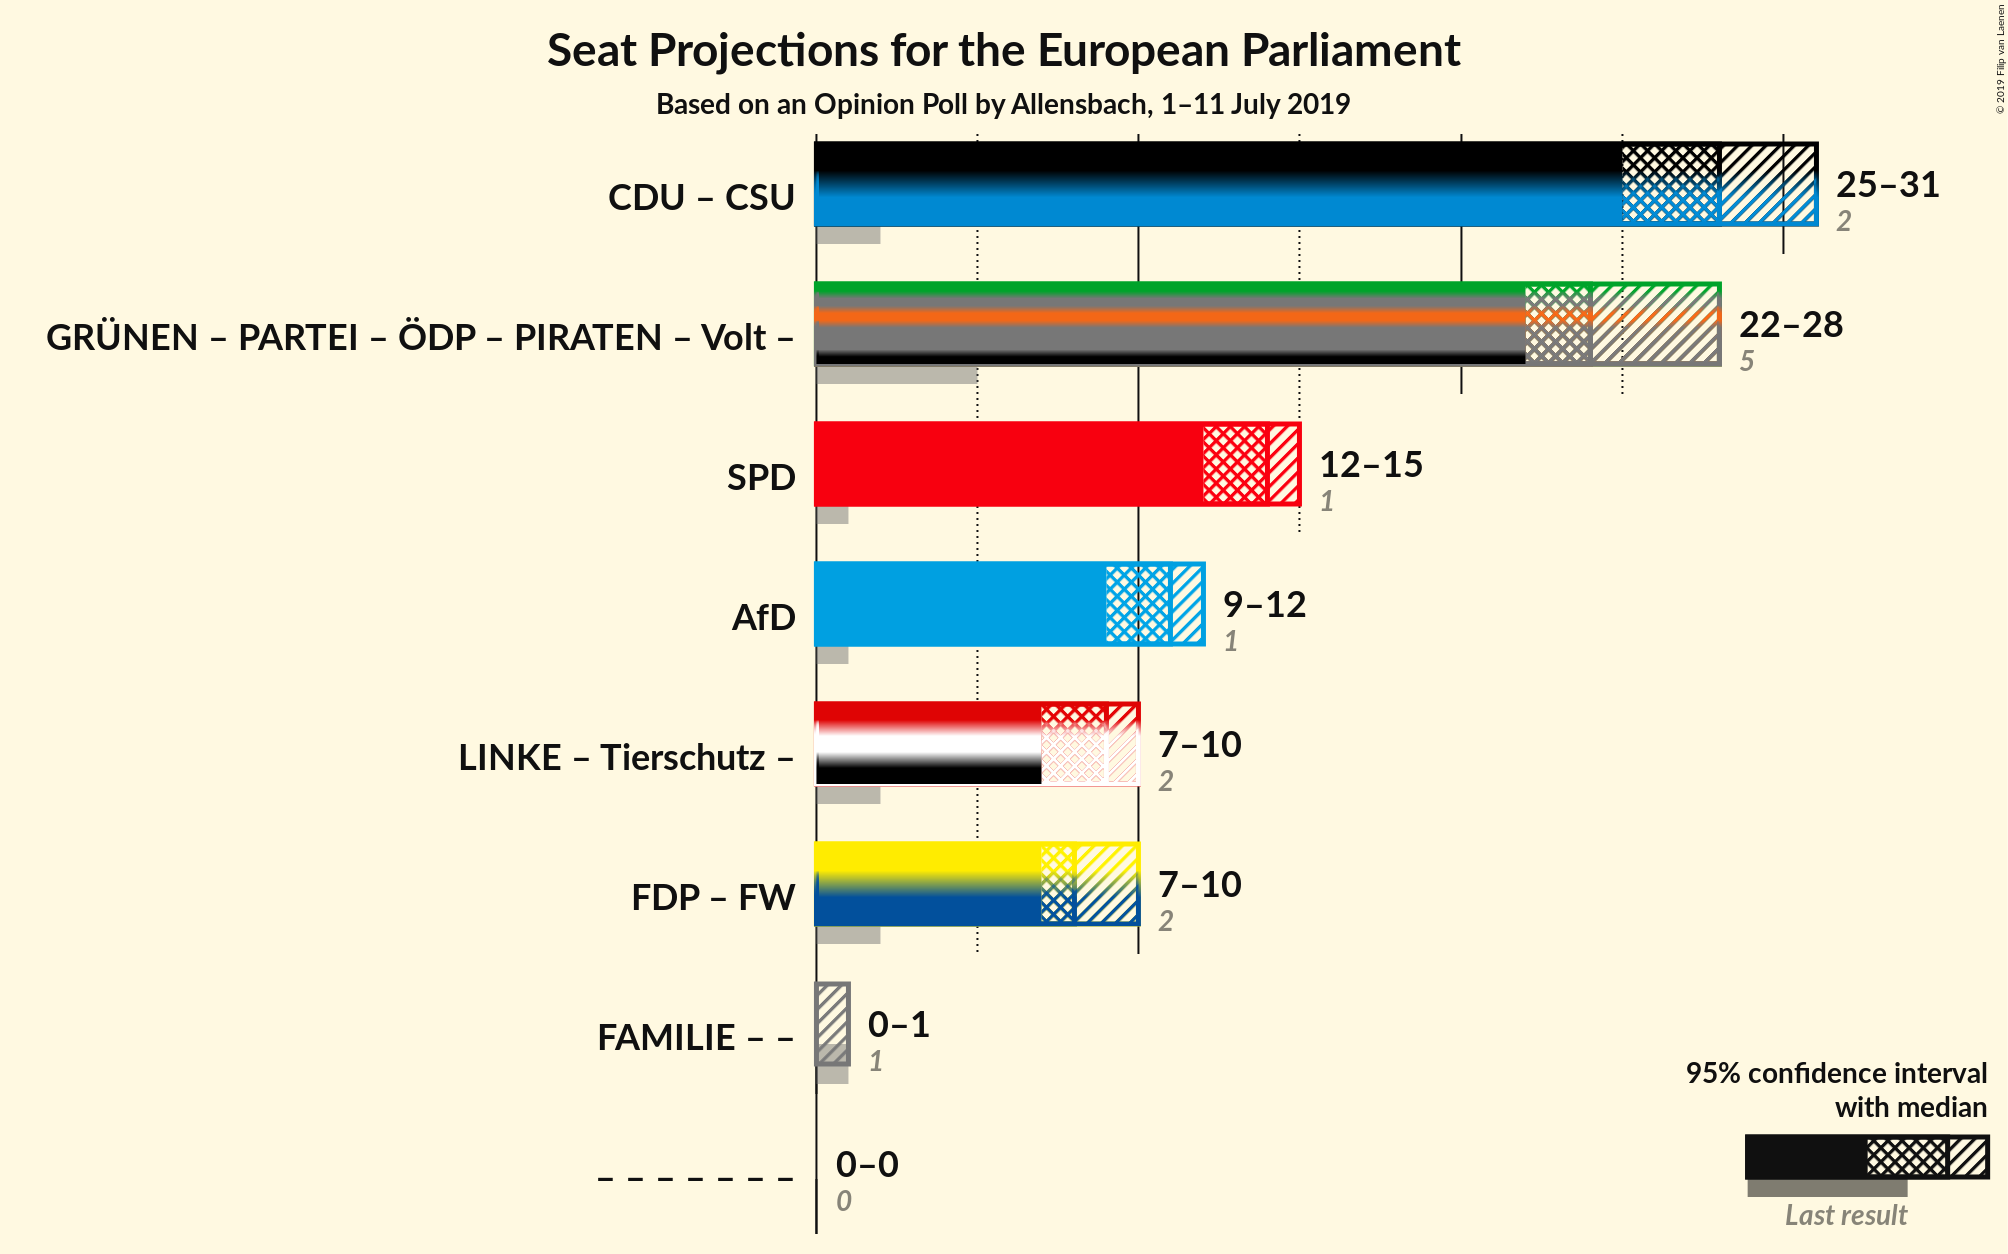 Seat Projections for the European Parliament
Based on an Opinion Poll by Allensbach, 1–11 July 2019
© 2019 Filip van Laenen
CDU – CSU
25–31
2
GRÜNEN – PARTEI – ÖDP – PIRATEN – Volt –
22–28
5
SPD
12–15
1
AfD
9–12
1
LINKE – Tierschutz –
7–10
2
FDP – FW
7–10
2
FAMILIE – –
0–1
1
– – – – – – –
0–0
0
95% confidence interval
with median
Last result